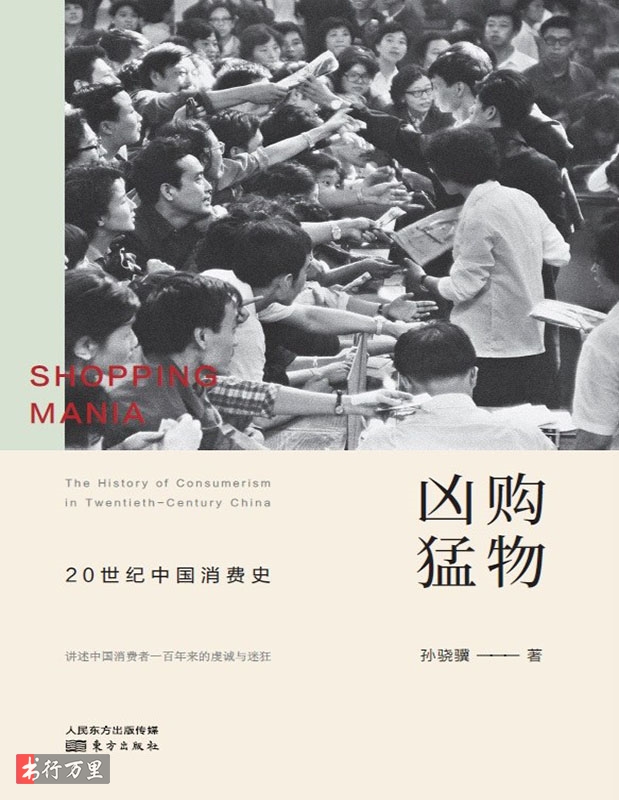 SHOPPING
MANIA
The History of Consumerism
in Twentieth-Century China
购物
凶猛
20世纪中国消费史
讲述中国消费者一百年来的虔诚与迷狂
孙骁骥 —— 著
人民东方出版传媒
东方出版社
书行万里